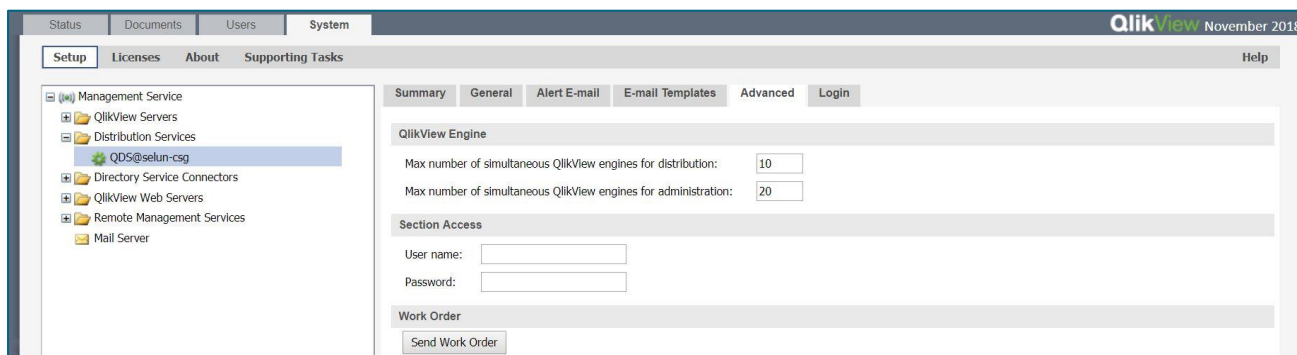 Status Documents Users System QlikView November 2018
Setup Licenses About Supporting Tasks Help
Management Service
QlikView Servers
Distribution Services
QDS@selun-csg
Directory Service Connectors
QlikView Web Servers
Remote Management Services
Mail Server
Summary General Alert E-mail E-mail Templates Advanced Login
QlikView Engine
Max number of simultaneous QlikView engines for distribution: 10
Max number of simultaneous QlikView engines for administration: 20
Section Access
User name:
Password:
Work Order
Send Work Order